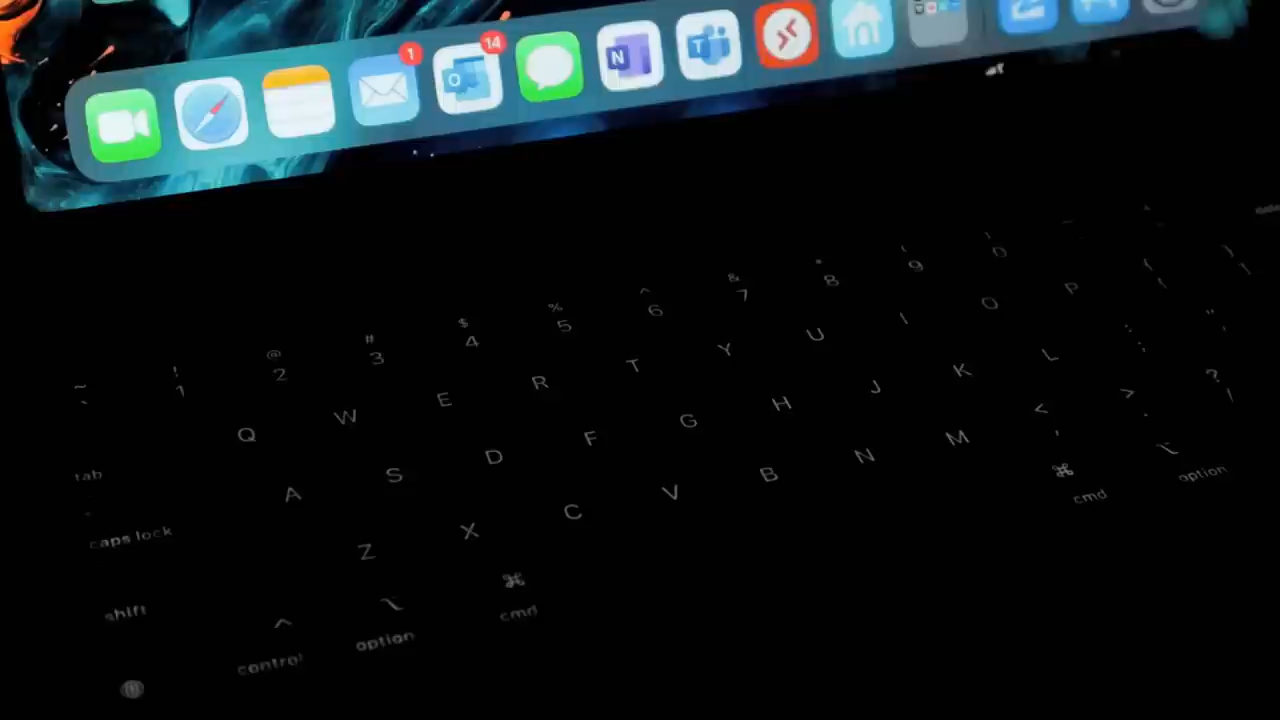 1
14
O
N
T
~ ! @ # $ % ^ & * ( )
` 1 2 3 4 5 6 7 8 9 0
tab Q W E R T Y U I O P
caps lock A S D F G H J K L : ; " '
shift Z X C V B N M < , > . ? /
^ control ⌥ option ⌘ cmd ⌘ cmd ⌥ option